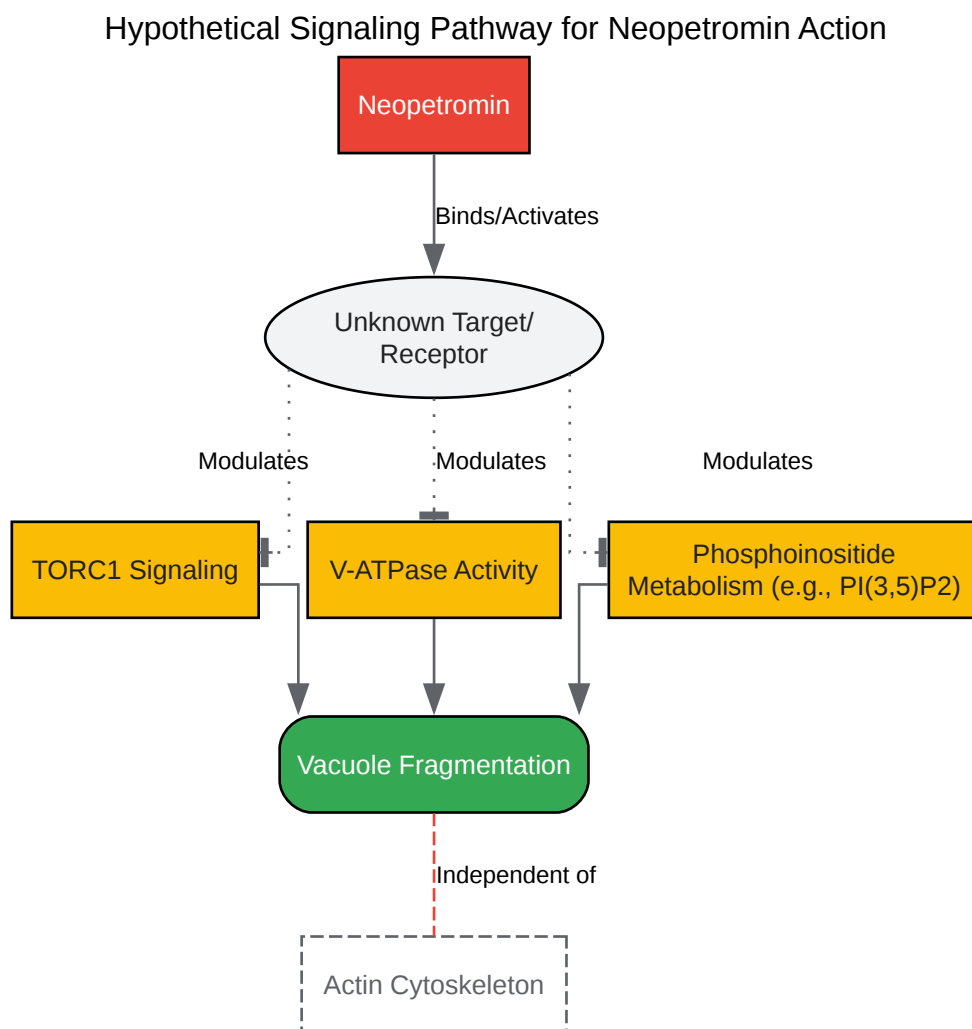 Hypothetical Signaling Pathway for Neopetromin Action
Neopetromin
Binds/Activates
Unknown Target/
Receptor
Modulates
Modulates
Modulates
TORC1 Signaling
V-ATPase Activity
Phosphoinositide
Metabolism (e.g., PI(3,5)P2)
Vacuole Fragmentation
Independent of
Actin Cytoskeleton